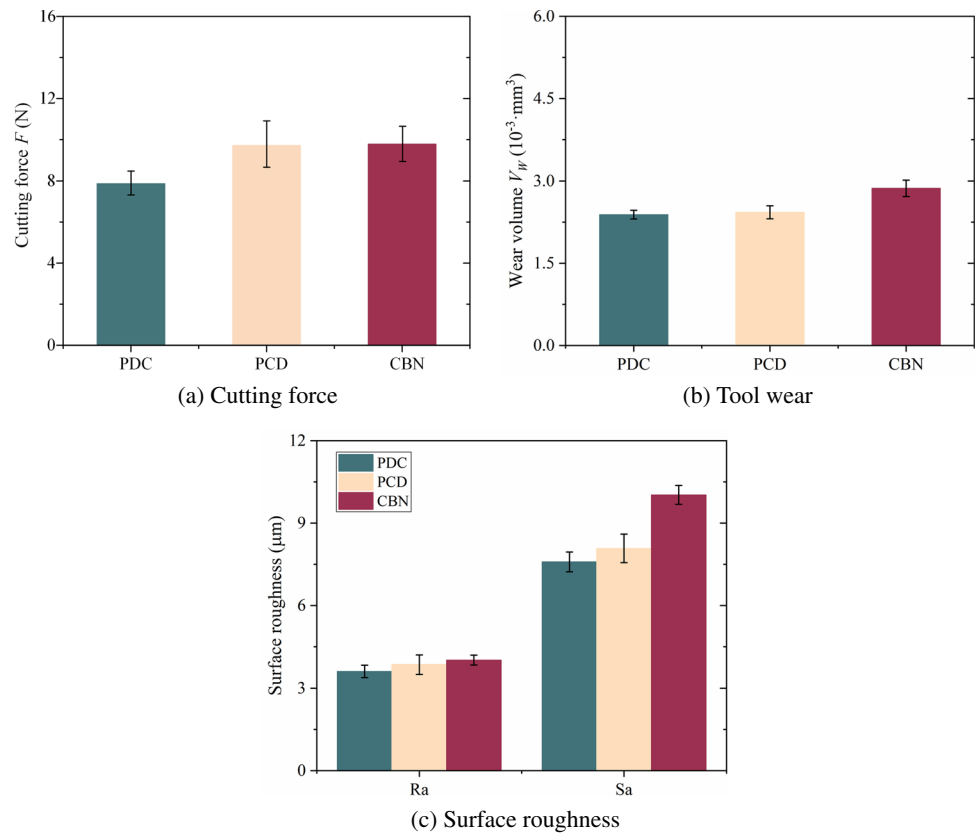 16
12
8
4
0
Cutting force F (N)
PDC PCD CBN
(a) Cutting force
6.0
4.5
3.0
1.5
0.0
Wear volume V_W (10⁻³·mm³)
PDC PCD CBN
(b) Tool wear
12
9
6
3
0
Surface roughness (μm)
PDC
PCD
CBN
Ra Sa
(c) Surface roughness